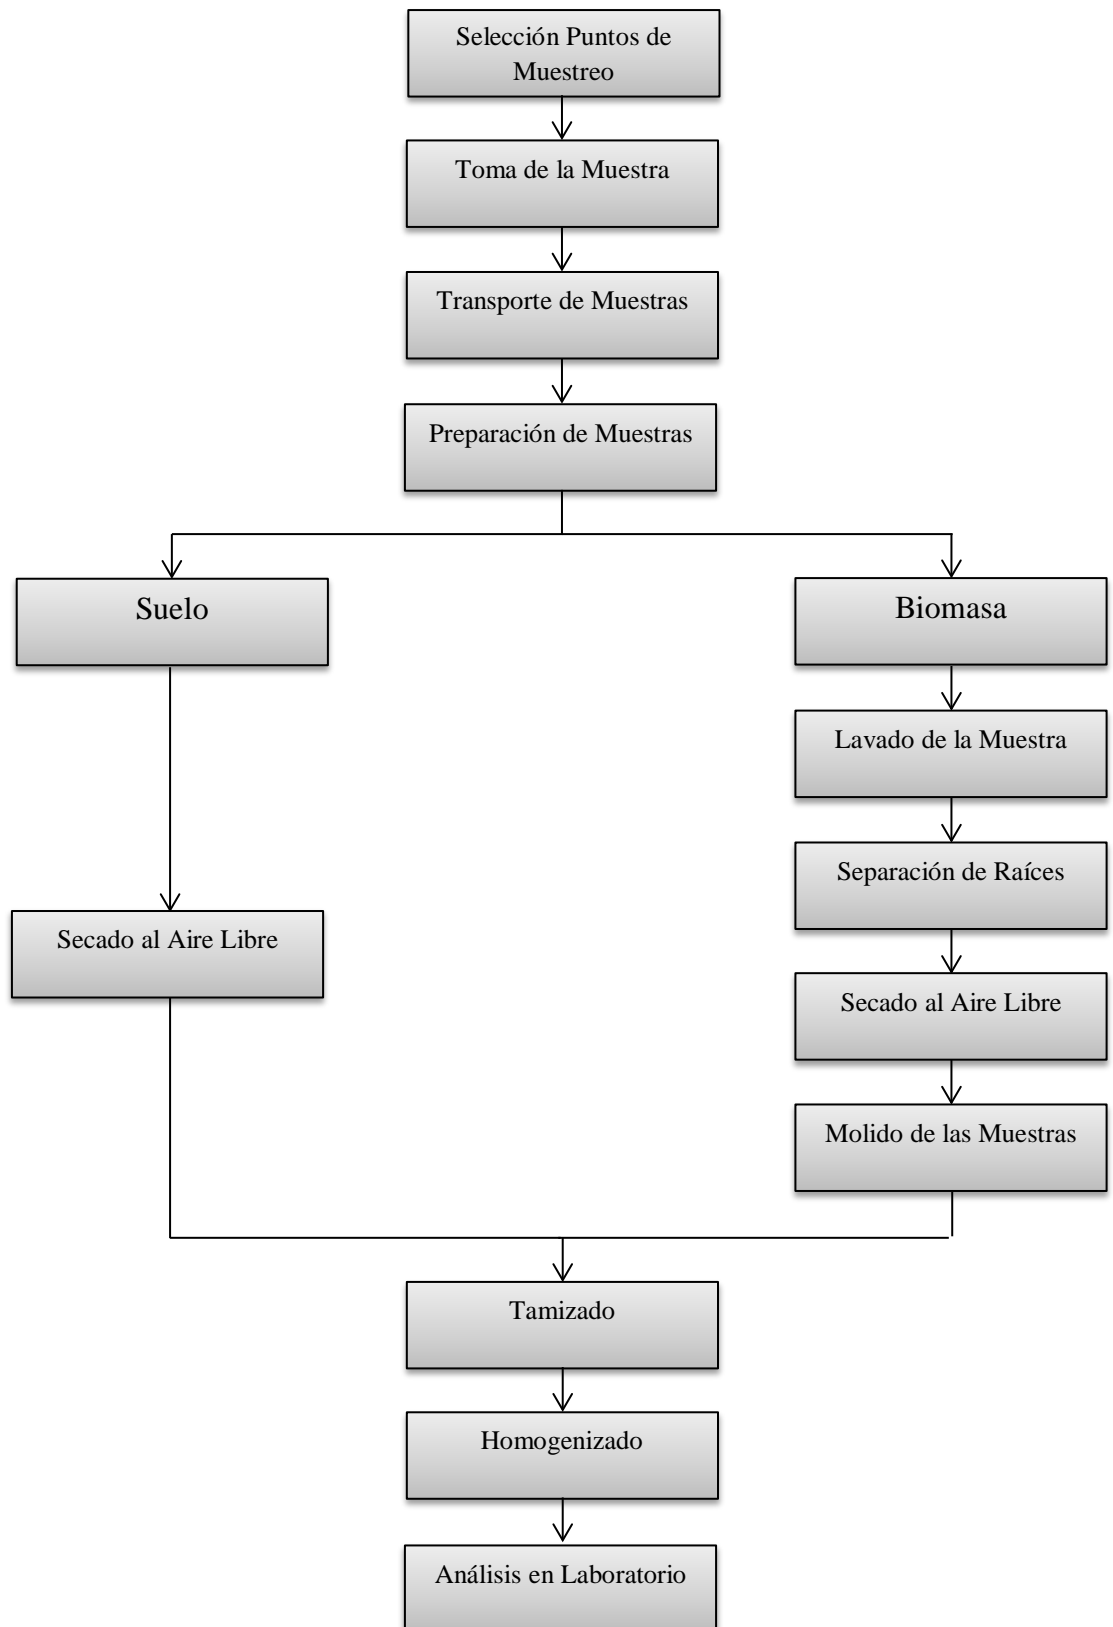 Selección Puntos de
Muestreo
Toma de la Muestra
Transporte de Muestras
Preparación de Muestras
Suelo
Biomasa
Lavado de la Muestra
Separación de Raíces
Secado al Aire Libre
Secado al Aire Libre
Molido de las Muestras
Tamizado
Homogenizado
Análisis en Laboratorio